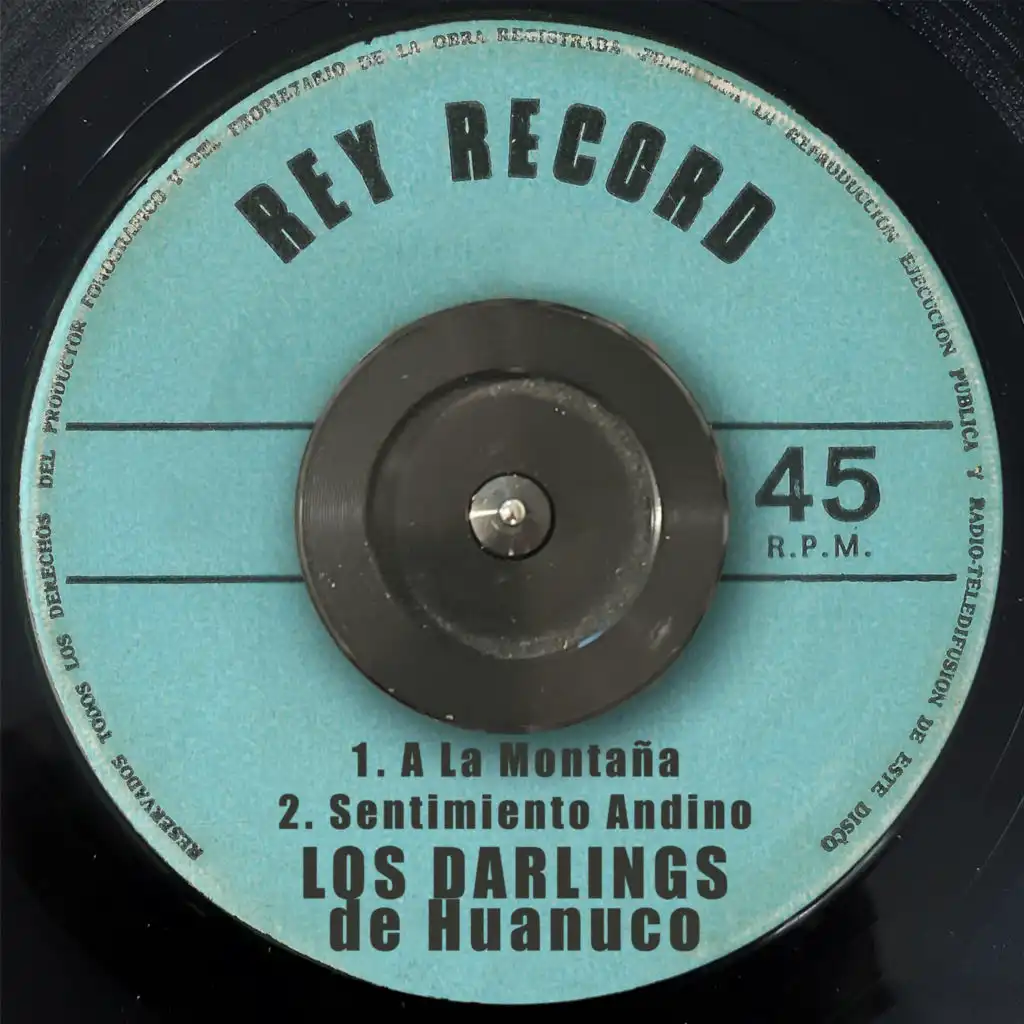 RESERVADOS TODOS LOS DERECHOS DEL PRODUCTOR FONOGRAFICO Y DEL PROPIETARIO DE LA OBRA REGISTRADA LA REPRODUCCION EJECUCION PUBLICA Y RADIO-TELEDIFUSION DE ESTE DISCO
REY RECORD
45
R.P.M.
1. A La Montaña
2. Sentimiento Andino
LOS DARLINGS
de Huanuco